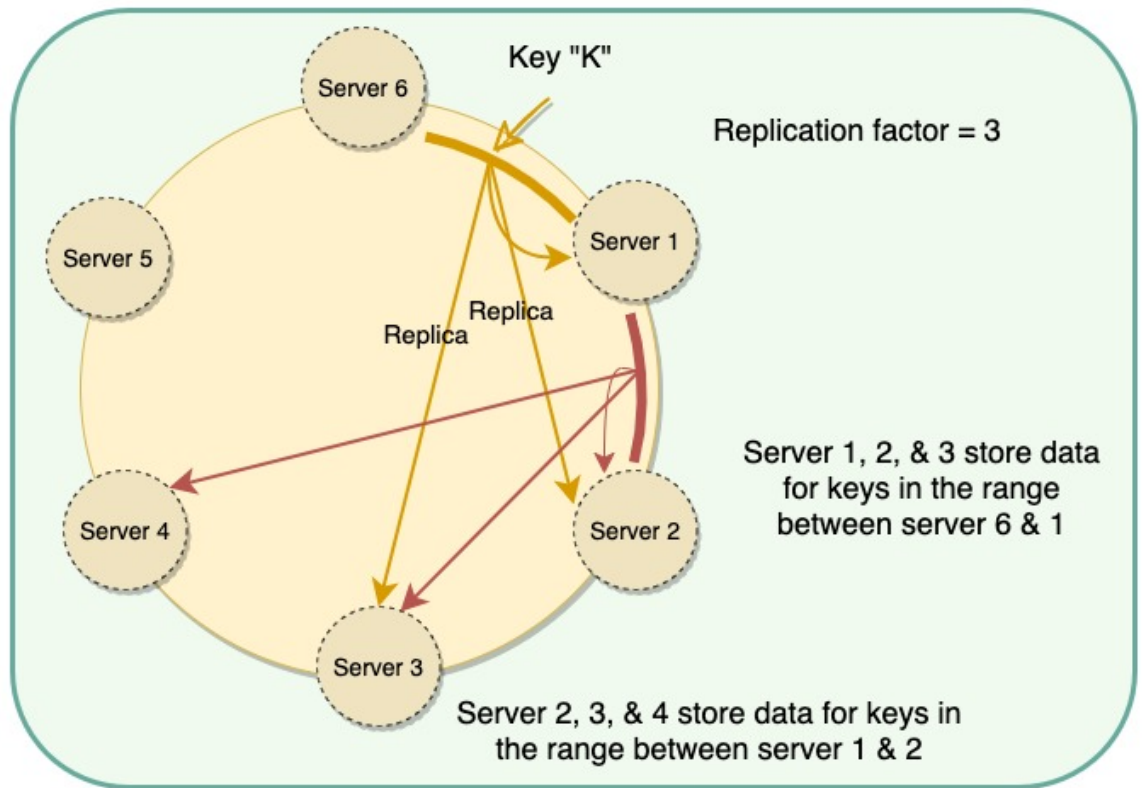 Key "K"
Server 6
Replication factor = 3
Server 1
Server 5
Replica
Replica
Server 1, 2, & 3 store data
for keys in the range
between server 6 & 1
Server 4
Server 2
Server 3
Server 2, 3, & 4 store data for keys in
the range between server 1 & 2